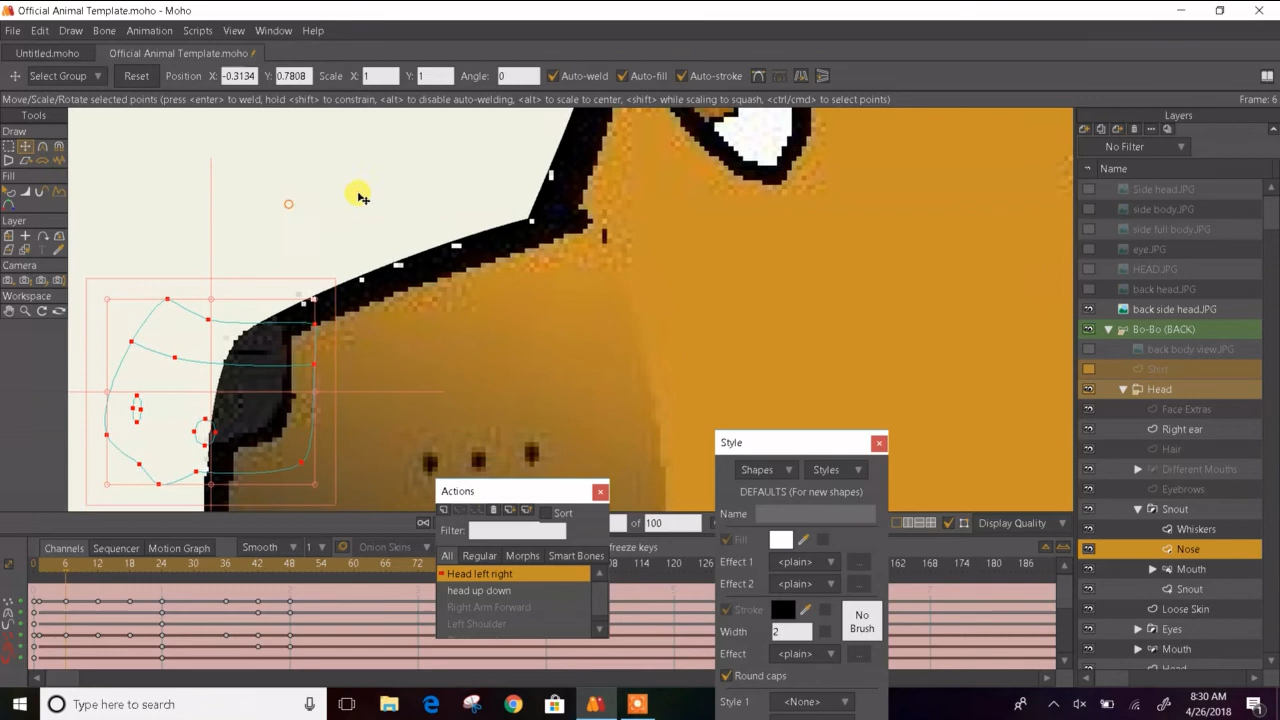 Official Animal Template.moho - Moho
File Edit Draw Bone Animation Scripts View Window Help
Untitled.moho Official Animal Template.moho
Select Group Reset Position X: -0.3134 Y: 0.7808 Scale X: 1 Y: 1 Angle: 0 Auto-weld Auto-fill Auto-stroke
Move/Scale/Rotate selected points (press <enter> to weld, hold <shift> to constrain, <alt> to disable auto-welding, <alt> to scale to center, <shift> while scaling to squash, <ctrl/cmd> to select points) Frame: 6
Tools
Draw
Fill
Layer
Camera
Workspace
Layers
No Filter
Name
Side head.JPG
side body.JPG
side full body.JPG
eye.JPG
HEAD.JPG
back head.JPG
back side head.JPG
Bo-Bo (BACK)
back body view.JPG
Shirt
Head
Face Extras
Right ear
Hair
Different Mouths
Eyebrows
Snout
Whiskers
Nose
Mouth
Snout
Loose Skin
Eyes
Mouth
Head
Style
Shapes Styles
DEFAULTS (For new shapes)
Name
Fill
Effect 1 <plain> ...
Effect 2 <plain> ...
Stroke
Width 2
No Brush
Effect <plain> ...
Round caps
Style 1 <None>
Actions
Sort
Filter:
All Regular Morphs Smart Bones
Head left right
head up down
Right Arm Forward
Left Shoulder
of 100 Display Quality
Channels Sequencer Motion Graph Smooth 1 Onion Skins freeze keys
0 6 12 18 24 30 36 42 48 54 60 66 72 108 114 120 126 132 162 168 174 180 186
Type here to search
8:30 AM
4/26/2018